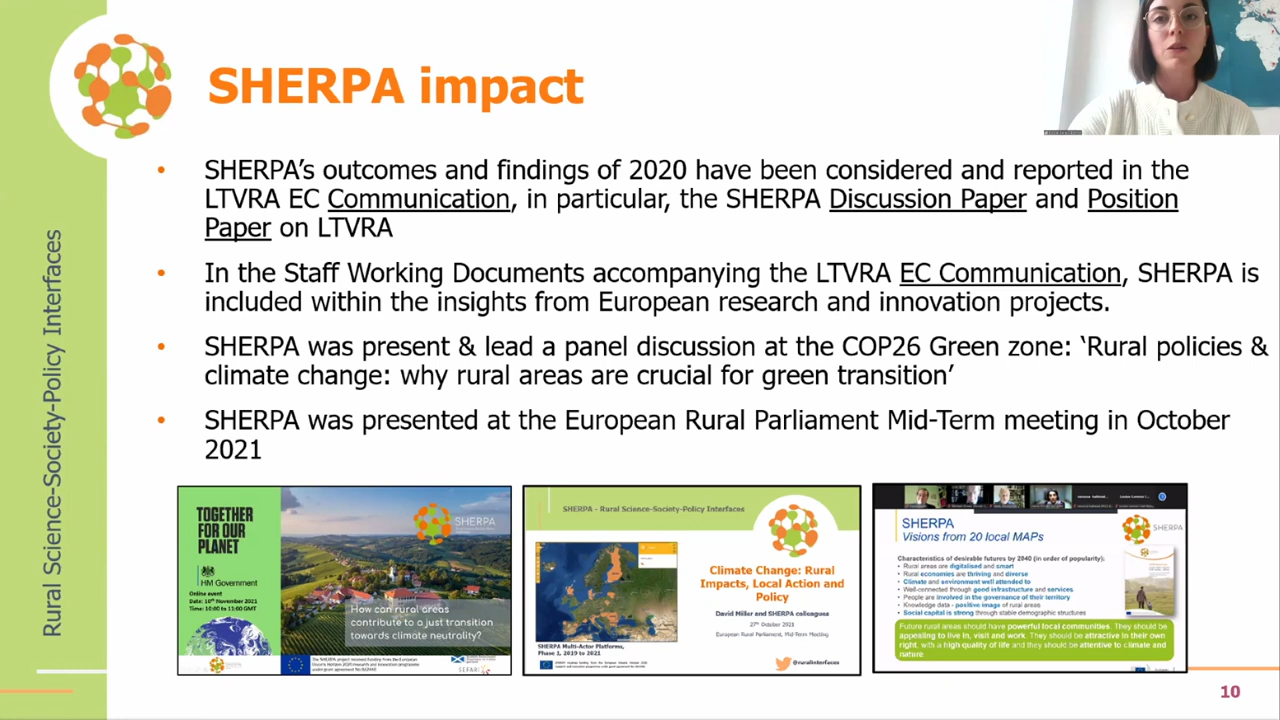 SHERPA impact
Rural Science-Society-Policy Interfaces
• SHERPA’s outcomes and findings of 2020 have been considered and reported in the
LTVRA EC Communication, in particular, the SHERPA Discussion Paper and Position
Paper on LTVRA
• In the Staff Working Documents accompanying the LTVRA EC Communication, SHERPA is
included within the insights from European research and innovation projects.
• SHERPA was present & lead a panel discussion at the COP26 Green zone: ‘Rural policies &
climate change: why rural areas are crucial for green transition’
• SHERPA was presented at the European Rural Parliament Mid-Term meeting in October
2021
TOGETHER
FOR OUR
PLANET
HM Government
Online event
Date: 10th November 2021
Time: 10:00 to 11:00 GMT
SHERPA
How can rural areas
contribute to a just transition
towards climate neutrality?
SHERPA - Rural Science-Society-Policy Interfaces
Climate Change: Rural
Impacts, Local Action and
Policy
David Miller and SHERPA colleagues
27th October 2021
European Rural Parliament, Mid-Term Meeting
SHERPA Multi-Actor Platforms,
Phase 1, 2019 to 2021
@ruralinterfaces
SHERPA
Visions from 20 local MAPs
SHERPA
Characteristics of desirable futures by 2040 (in order of popularity):
• Rural areas are digitalised and smart
• Rural economies are thriving and diverse
• Climate and environment well attended to
• Well-connected through good infrastructure and services
• People are involved in the governance of their territory
• Knowledge data - positive image of rural areas
• Social capital is strong through stable demographic structures
Future rural areas should have powerful local communities. They should be
appealing to live in, visit and work. They should be attractive in their own
right, with a high quality of life and they should be attentive to climate and
nature.
10